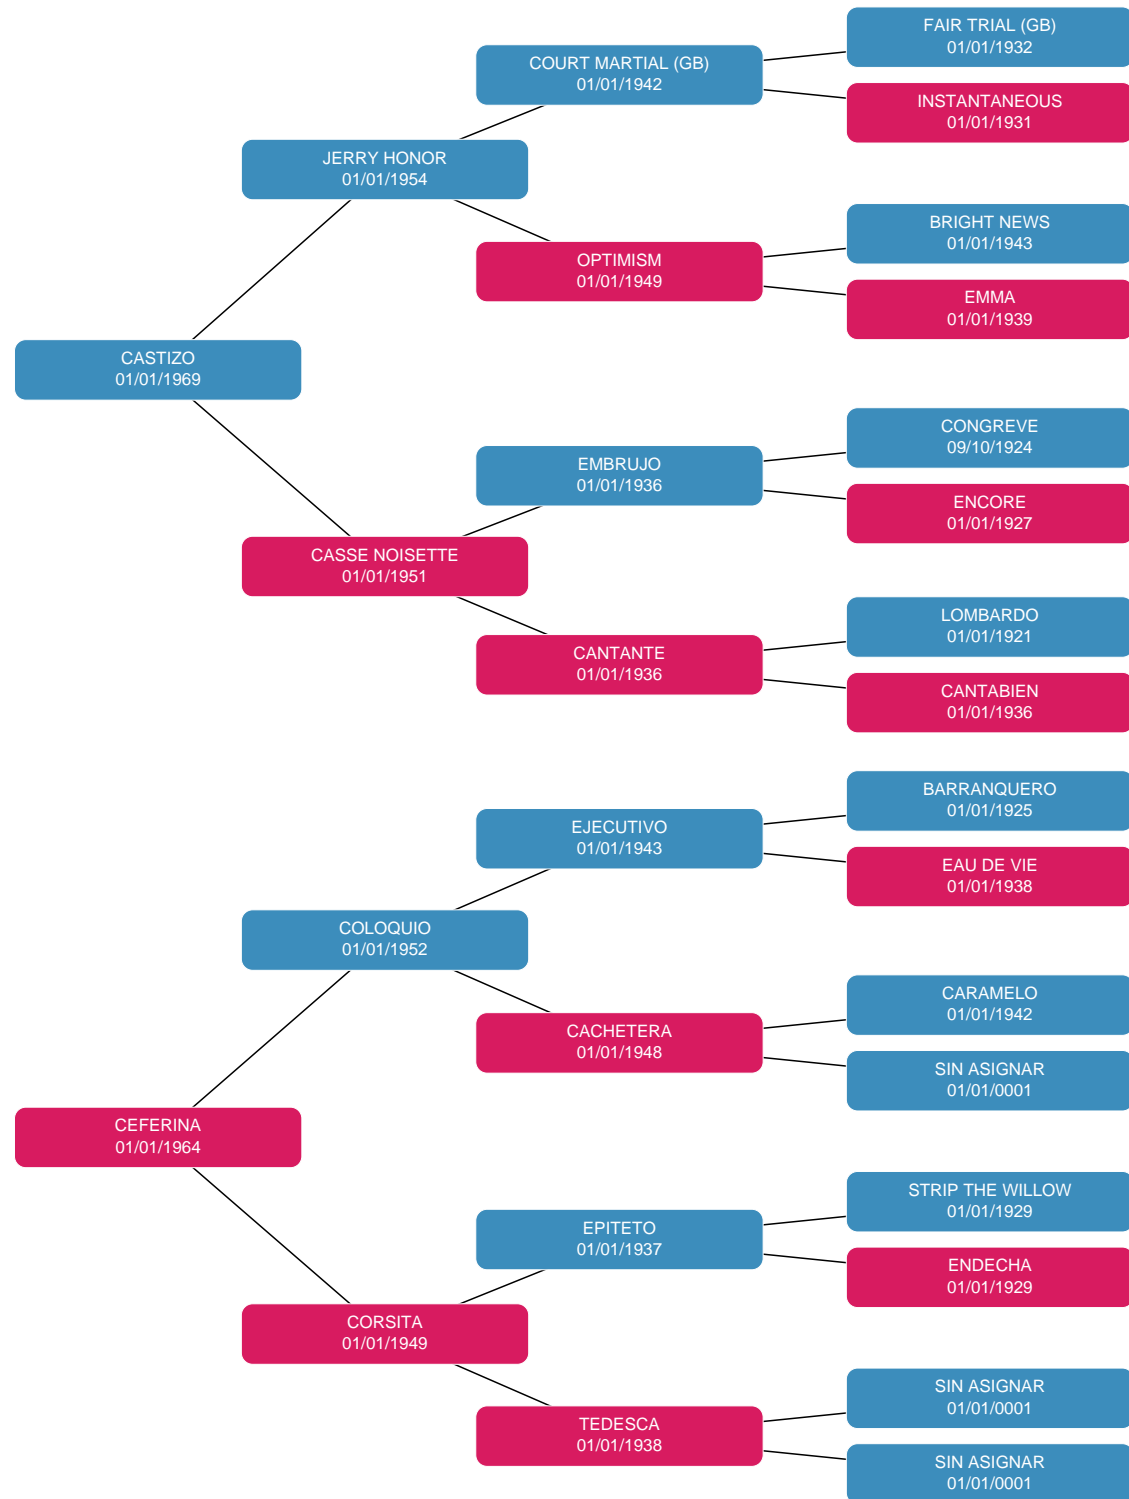 FAIR TRIAL (GB)
01/01/1932
COURT MARTIAL (GB)
01/01/1942
INSTANTANEOUS
01/01/1931
JERRY HONOR
01/01/1954
BRIGHT NEWS
01/01/1943
OPTIMISM
01/01/1949
EMMA
01/01/1939
CASTIZO
01/01/1969
CONGREVE
09/10/1924
EMBRUJO
01/01/1936
ENCORE
01/01/1927
CASSE NOISETTE
01/01/1951
LOMBARDO
01/01/1921
CANTANTE
01/01/1936
CANTABIEN
01/01/1936
BARRANQUERO
01/01/1925
EJECUTIVO
01/01/1943
EAU DE VIE
01/01/1938
COLOQUIO
01/01/1952
CARAMELO
01/01/1942
CACHETERA
01/01/1948
SIN ASIGNAR
01/01/0001
CEFERINA
01/01/1964
STRIP THE WILLOW
01/01/1929
EPITETO
01/01/1937
ENDECHA
01/01/1929
CORSITA
01/01/1949
SIN ASIGNAR
01/01/0001
TEDESCA
01/01/1938
SIN ASIGNAR
01/01/0001